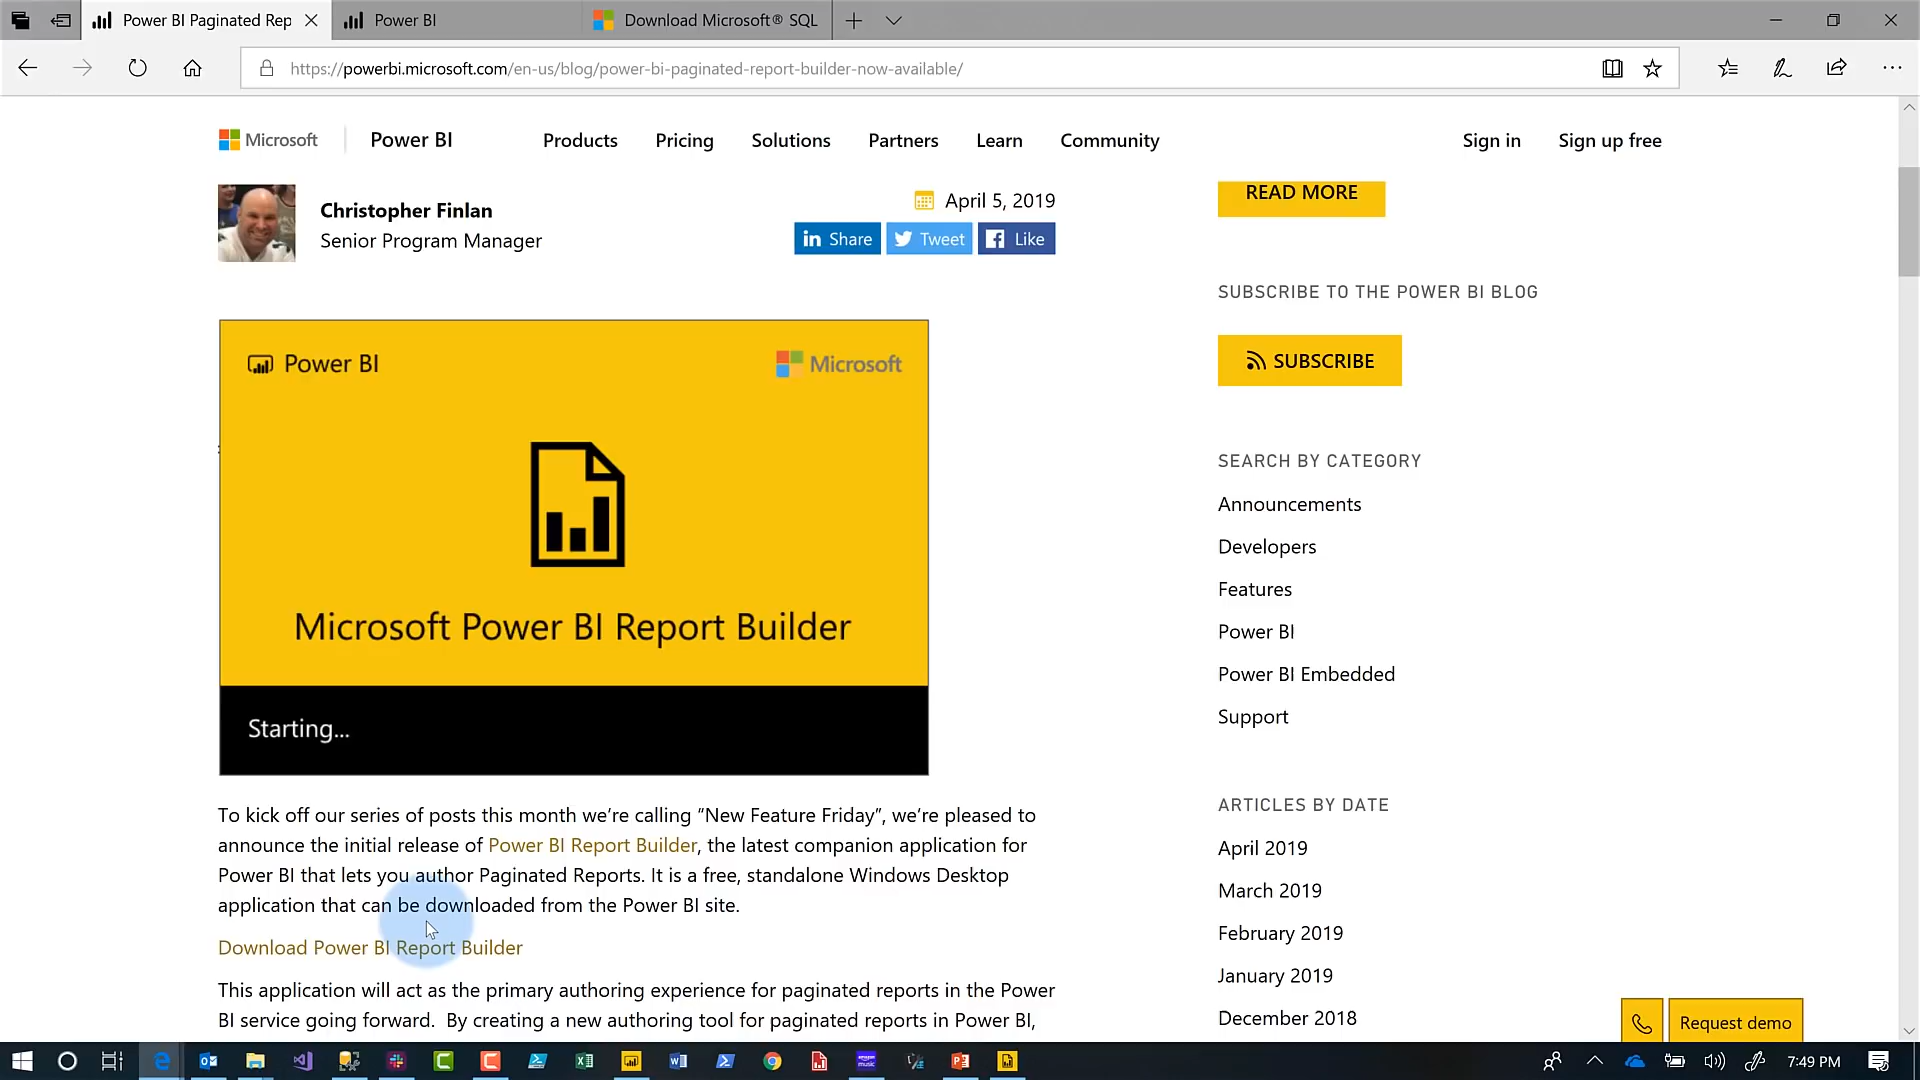 Power BI Paginated Rep
Power BI
Download Microsoft® SQL
https://powerbi.microsoft.com/en-us/blog/power-bi-paginated-report-builder-now-available/
Microsoft
Power BI
Products
Pricing
Solutions
Partners
Learn
Community
Sign in
Sign up free
Christopher Finlan
Senior Program Manager
April 5, 2019
in Share
Tweet
Like
READ MORE
SUBSCRIBE TO THE POWER BI BLOG
SUBSCRIBE
Power BI
Microsoft
Microsoft Power BI Report Builder
Starting...
SEARCH BY CATEGORY
Announcements
Developers
Features
Power BI
Power BI Embedded
Support
ARTICLES BY DATE
April 2019
March 2019
February 2019
January 2019
December 2018
To kick off our series of posts this month we’re calling “New Feature Friday”, we’re pleased to
announce the initial release of Power BI Report Builder, the latest companion application for
Power BI that lets you author Paginated Reports. It is a free, standalone Windows Desktop
application that can be downloaded from the Power BI site.
Download Power BI Report Builder
This application will act as the primary authoring experience for paginated reports in the Power
BI service going forward.  By creating a new authoring tool for paginated reports in Power BI,
Request demo
7:49 PM